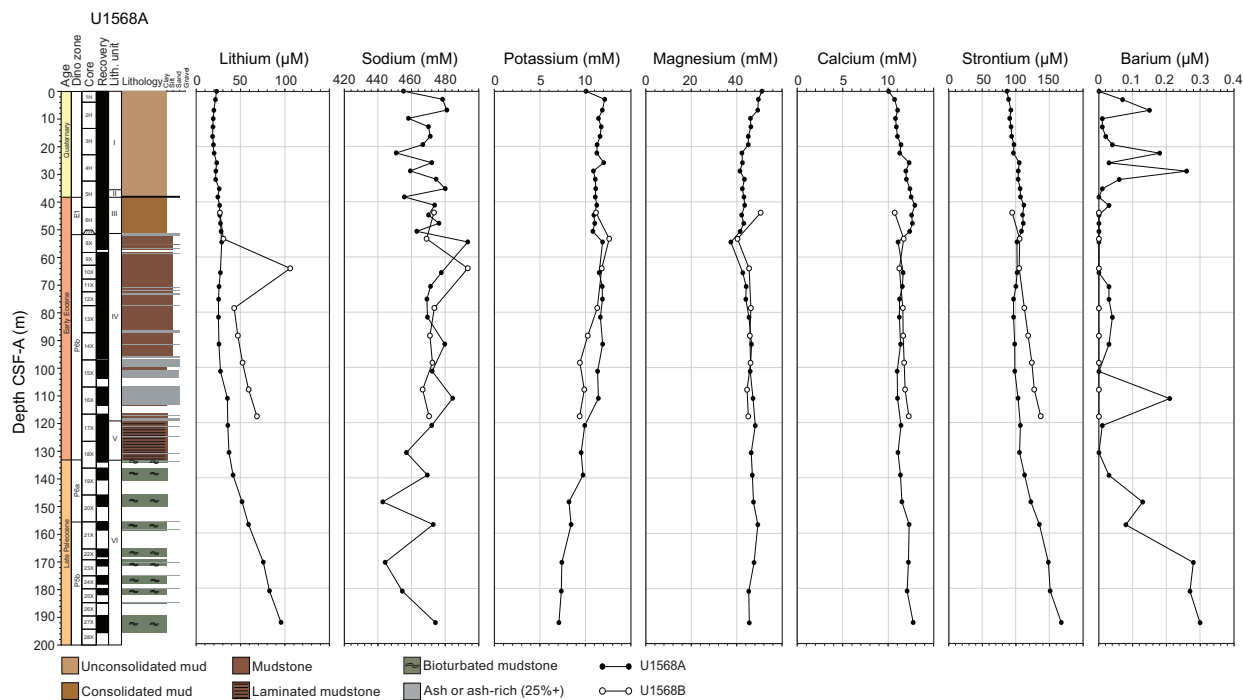 U1568A
Age
Dino zone
Core
Recovery
Lith. unit
Lithology
Clay
Silt
Sand
Gravel
Lithium (µM)
Sodium (mM)
Potassium (mM)
Magnesium (mM)
Calcium (mM)
Strontium (µM)
Barium (µM)
0 50 100
420 440 460 480
0 5 10
0 20 40
0 5 10
0 50 100 150
0 0.1 0.2 0.3 0.4
Depth CSF-A (m)
0
10
20
30
40
50
60
70
80
90
100
110
120
130
140
150
160
170
180
190
200
Quaternary
Early Eocene
Late Paleocene
E1
P6b
P6a
P5b
1H
2H
3H
4H
5H
6H
8X
9X
10X
11X
12X
13X
14X
15X
16X
17X
18X
19X
20X
21X
22X
23X
24X
25X
26X
27X
28X
I
II
III
IV
V
VI
Unconsolidated mud
Mudstone
Bioturbated mudstone
U1568A
Consolidated mud
Laminated mudstone
Ash or ash-rich (25%+)
U1568B